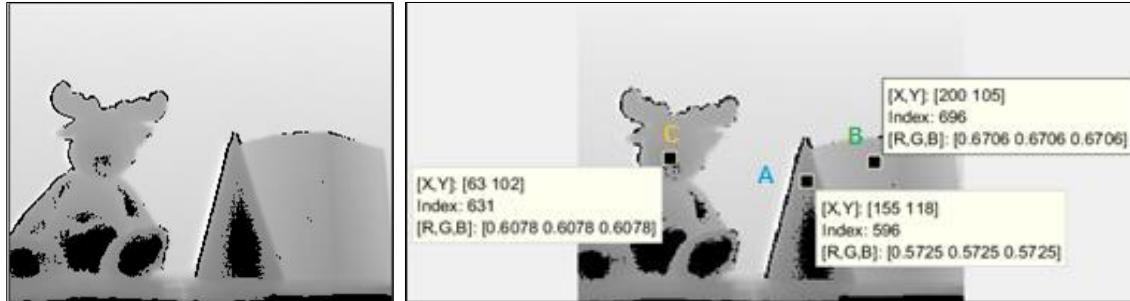 C
B
[X,Y]: [200 105]
Index: 696
[R,G,B]: [0.6706 0.6706 0.6706]
A
[X,Y]: [63 102]
Index: 631
[R,G,B]: [0.6078 0.6078 0.6078]
[X,Y]: [155 118]
Index: 596
[R,G,B]: [0.5725 0.5725 0.5725]